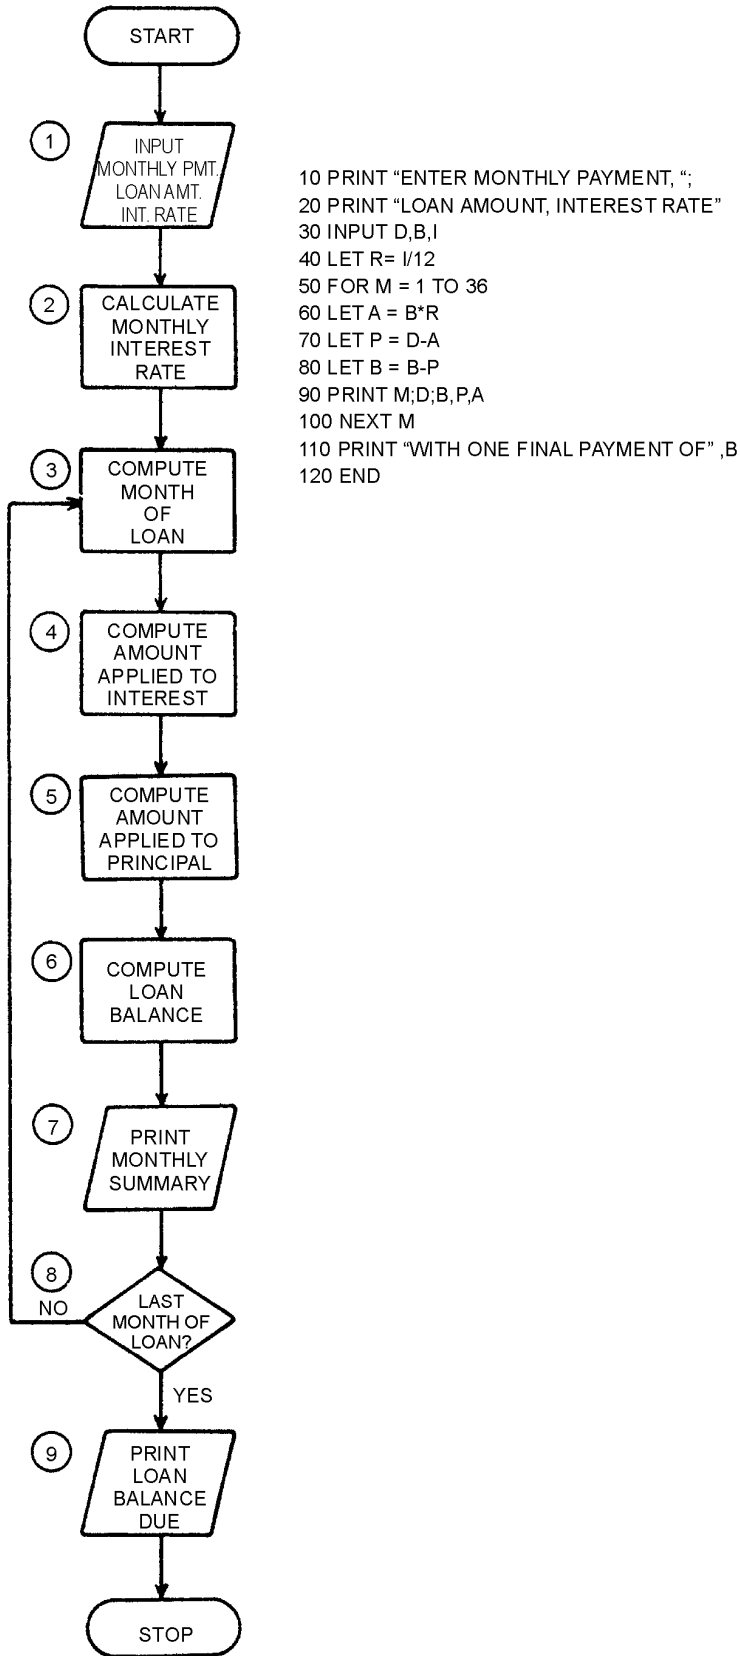 START
1
INPUT
MONTHLY PMT.
LOAN AMT.
INT. RATE
2
CALCULATE
MONTHLY
INTEREST
RATE
3
COMPUTE
MONTH
OF
LOAN
4
COMPUTE
AMOUNT
APPLIED TO
INTEREST
5
COMPUTE
AMOUNT
APPLIED TO
PRINCIPAL
6
COMPUTE
LOAN
BALANCE
7
PRINT
MONTHLY
SUMMARY
8
NO
LAST
MONTH OF
LOAN?
YES
9
PRINT
LOAN
BALANCE
DUE
STOP
10 PRINT “ENTER MONTHLY PAYMENT, “;
20 PRINT “LOAN AMOUNT, INTEREST RATE”
30 INPUT D,B,I
40 LET R= I/12
50 FOR M = 1 TO 36
60 LET A = B*R
70 LET P = D-A
80 LET B = B-P
90 PRINT M;D;B,P,A
100 NEXT M
110 PRINT “WITH ONE FINAL PAYMENT OF” ,B
120 END